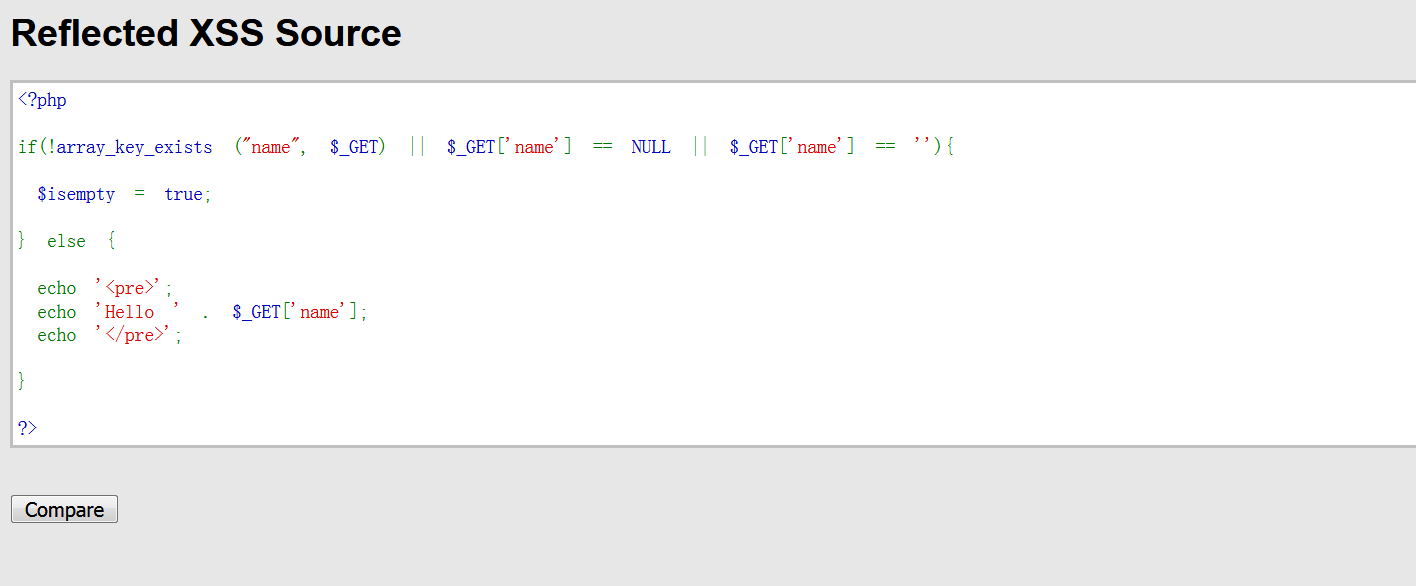 Reflected XSS Source
<?php
if(!array_key_exists ("name", $_GET) || $_GET['name'] == NULL || $_GET['name'] == ''){
$isempty = true;
} else {
echo '<pre>';
echo 'Hello ' . $_GET['name'];
echo '</pre>';
}
?>
Compare